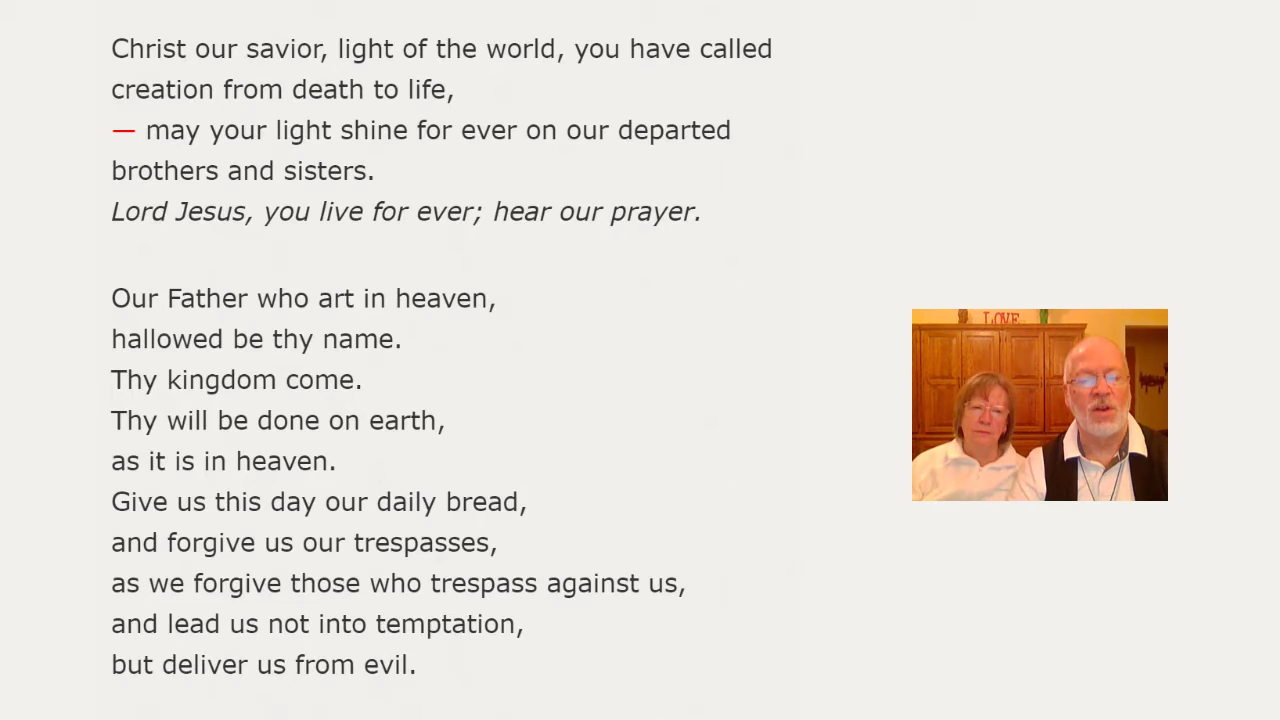 Christ our savior, light of the world, you have called
creation from death to life,
— may your light shine for ever on our departed
brothers and sisters.
Lord Jesus, you live for ever; hear our prayer.
Our Father who art in heaven,
hallowed be thy name.
Thy kingdom come.
Thy will be done on earth,
as it is in heaven.
Give us this day our daily bread,
and forgive us our trespasses,
as we forgive those who trespass against us,
and lead us not into temptation,
but deliver us from evil.
LOVE